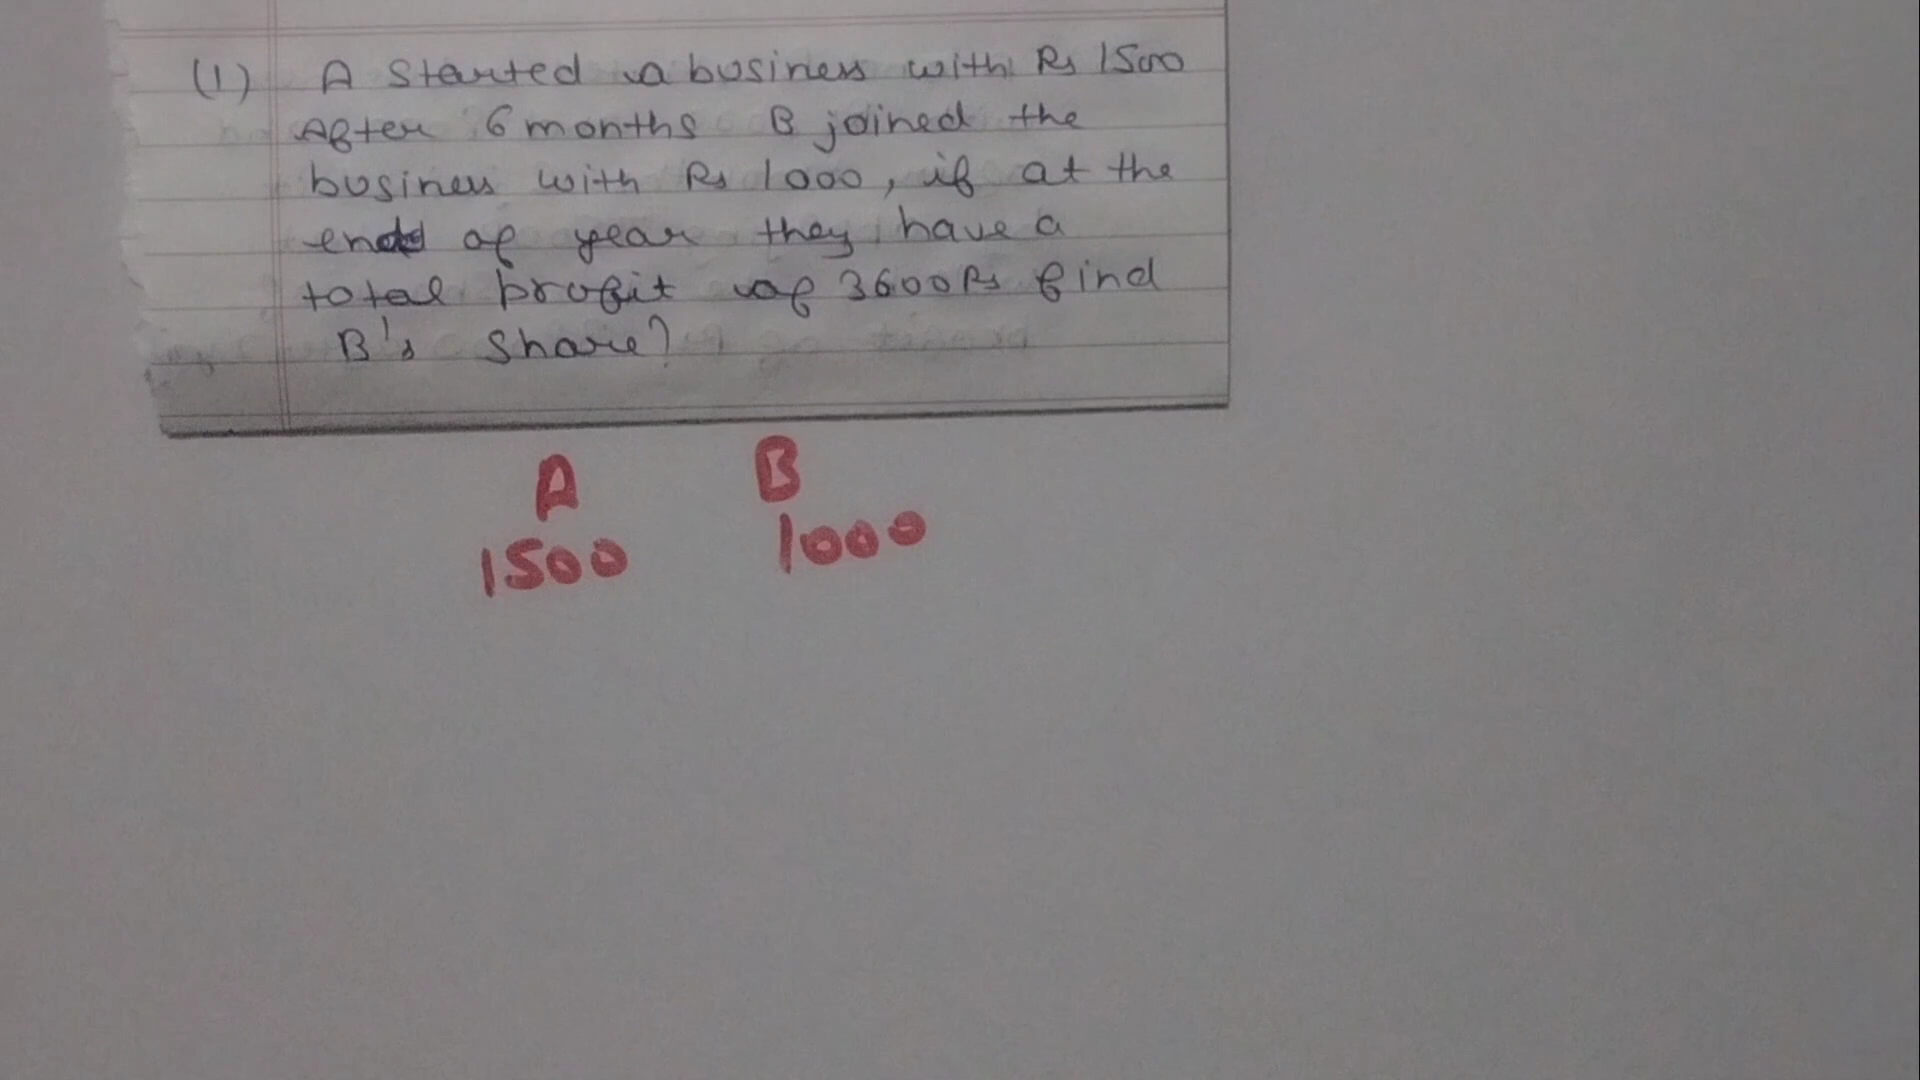 (1) A started a business with Rs 1500
After 6 months B joined the
business with Rs 1000, if at the
end of year they have a
total profit of 3600 Rs find
B's share?
A B
1500 1000